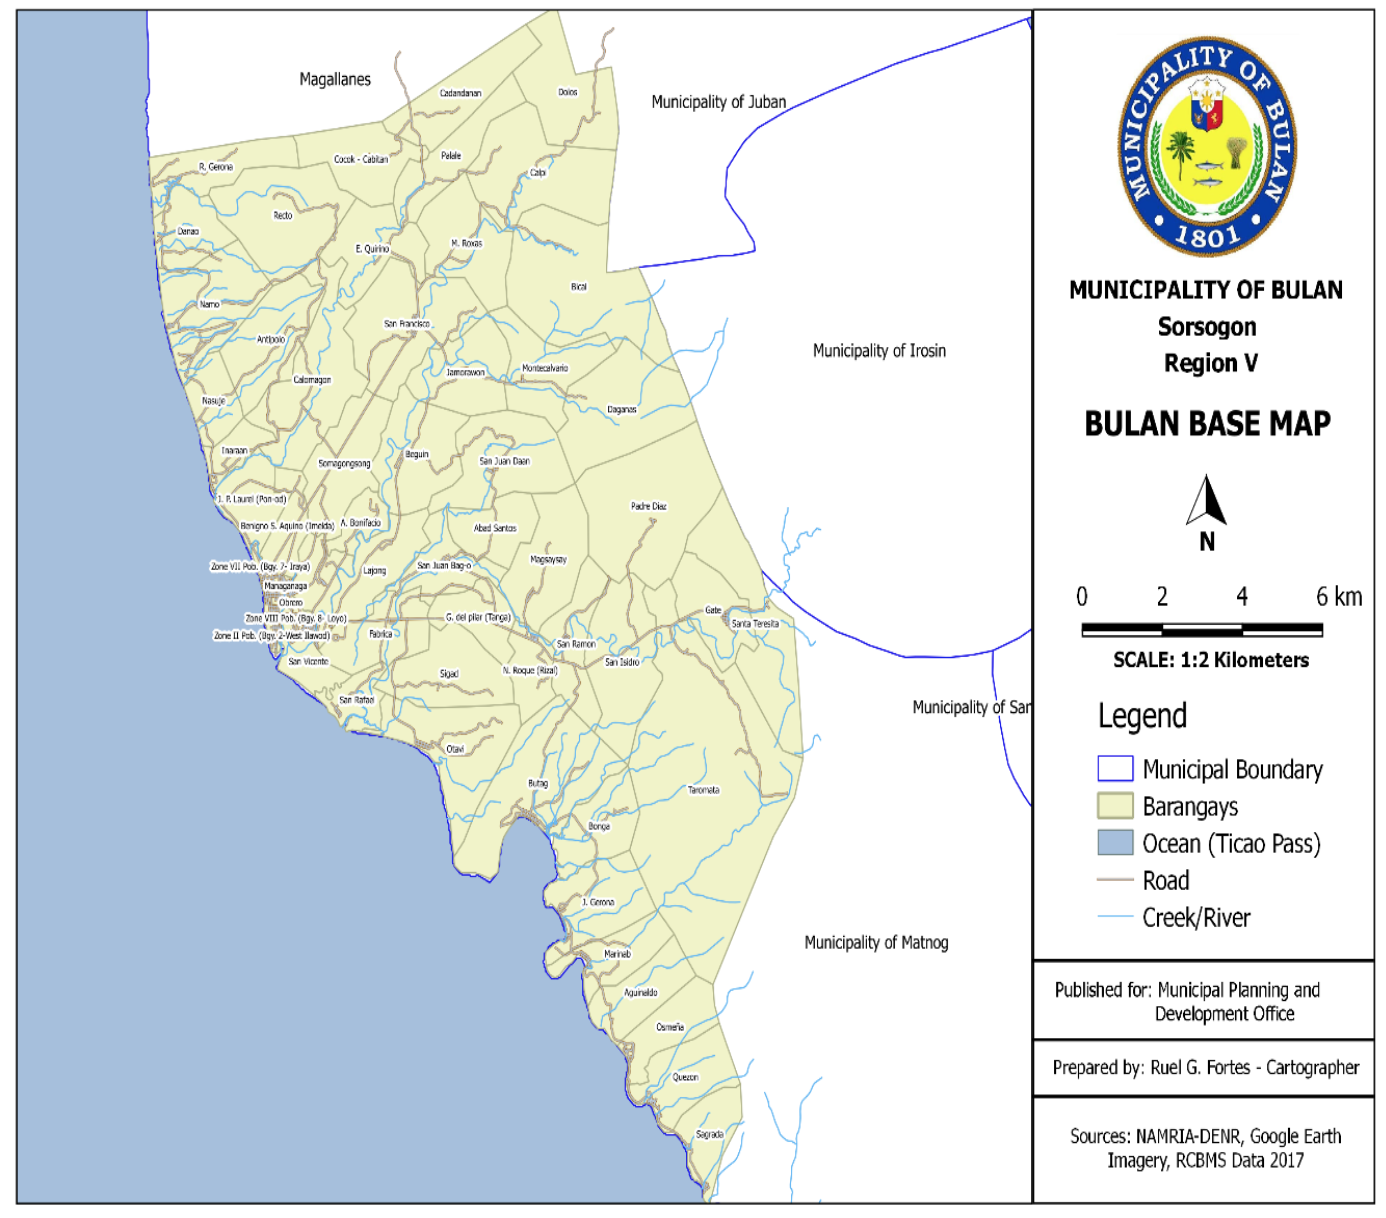 Magallanes
Municipality of Juban
Cadandanan
Dolos
Cocok - Cabitan
Palale
R. Gerona
Calpi
Recto
Danao
E. Quirino
M. Roxas
Bical
Namo
San Francisco
Antipolo
Municipality of Irosin
Calomagon
Jamorawon
Montecalvario
Nasuje
Daganas
Inararan
Beguin
Somagongsong
San Juan Daan
J. P. Laurel (Pon-od)
Padre Diaz
Benigno S. Aquino (Imelda)
A. Bonifacio
Abad Santos
Zone VII Pob. (Bgy. 7- Iraya)
Lajong
San Juan Bag-o
Magsaysay
Managanaga
Obrero
Zone VIII Pob. (Bgy. 8- Loyo)
G. del pilar (Tanga)
Gate
Santa Teresita
Zone II Pob. (Bgy. 2-West Ilawod)
Fabrica
San Ramon
San Vicente
San Isidro
Sigad
N. Roque (Rizal)
San Rafael
Municipality of San
Otavi
Butag
Taromata
Bonga
J. Gerona
Municipality of Matnog
Marinab
Aguinaldo
Osmeña
Quezon
Sagrada
MUNICIPALITY OF BULAN
1801
MUNICIPALITY OF BULAN
Sorsogon
Region V
BULAN BASE MAP
N
0 2 4 6 km
SCALE: 1:2 Kilometers
Legend
Municipal Boundary
Barangays
Ocean (Ticao Pass)
Road
Creek/River
Published for: Municipal Planning and
Development Office
Prepared by: Ruel G. Fortes - Cartographer
Sources: NAMRIA-DENR, Google Earth
Imagery, RCBMS Data 2017